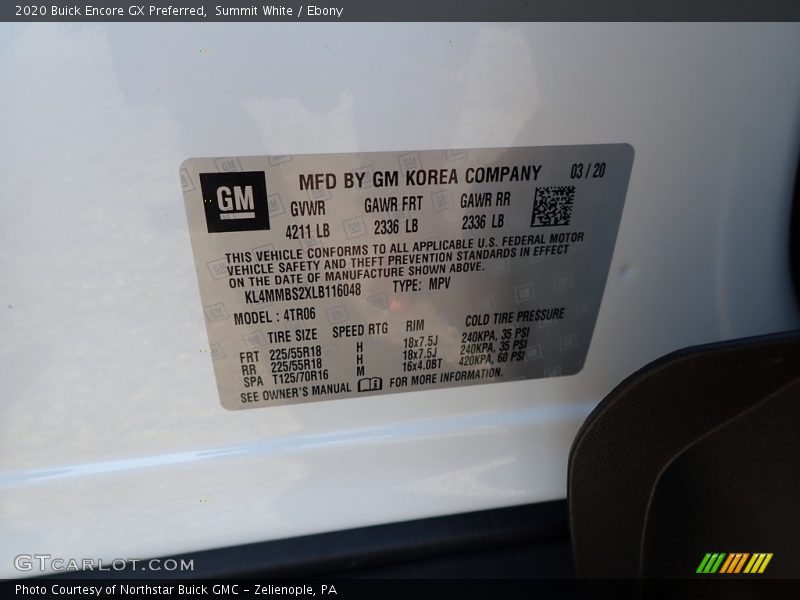 2020 Buick Encore GX Preferred,  Summit White / Ebony
GM
MFD BY GM KOREA COMPANY 03 / 20
GVWR GAWR FRT GAWR RR
4211 LB 2336 LB 2336 LB
THIS VEHICLE CONFORMS TO ALL APPLICABLE U.S. FEDERAL MOTOR
VEHICLE SAFETY AND THEFT PREVENTION STANDARDS IN EFFECT
ON THE DATE OF MANUFACTURE SHOWN ABOVE.
KL4MMBS2XLB116048 TYPE: MPV
MODEL : 4TR06
TIRE SIZE SPEED RTG RIM COLD TIRE PRESSURE
FRT 225/55R18 H 18x7.5J 240KPA, 35 PSI
RR 225/55R18 H 18x7.5J 240KPA, 35 PSI
SPA T125/70R16 M 16x4.0BT 420KPA, 60 PSI
SEE OWNER'S MANUAL FOR MORE INFORMATION.
GTCARLOT.COM
Photo Courtesy of Northstar Buick GMC - Zelienople, PA